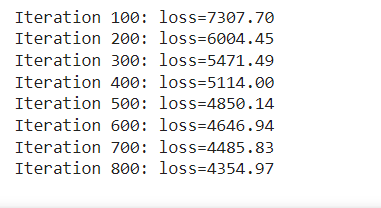 Iteration 100: loss=7307.70
Iteration 200: loss=6004.45
Iteration 300: loss=5471.49
Iteration 400: loss=5114.00
Iteration 500: loss=4850.14
Iteration 600: loss=4646.94
Iteration 700: loss=4485.83
Iteration 800: loss=4354.97